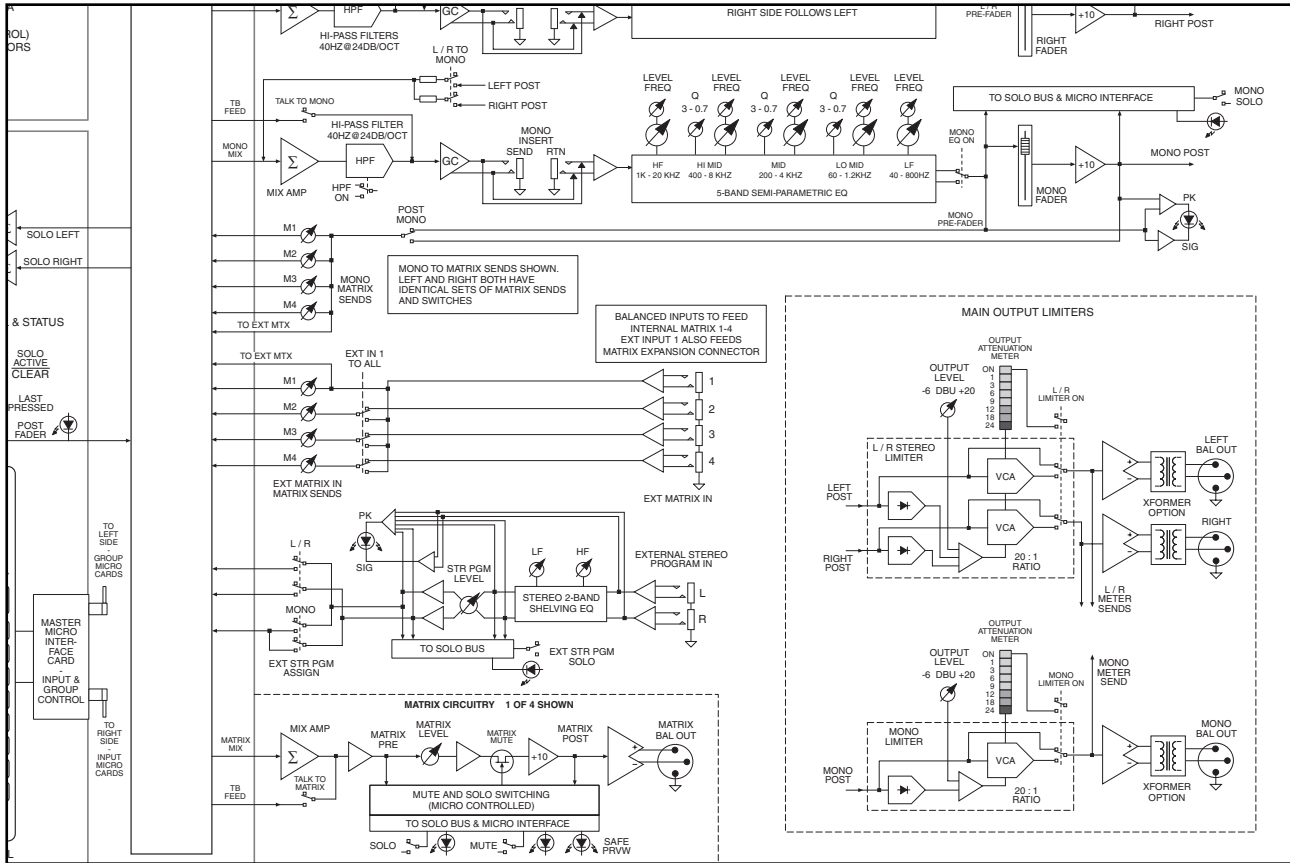 Σ
HPF
GC
HI-PASS FILTERS
40HZ@24DB/OCT
RIGHT SIDE FOLLOWS LEFT
L / R
PRE-FADER
+10
RIGHT POST
RIGHT
FADER
ROL)
ORS
L / R TO
MONO
LEFT POST
RIGHT POST
TB
FEED
TALK TO MONO
HI-PASS FILTER
40HZ@24DB/OCT
MONO
MIX
Σ
MIX AMP
HPF
HPF
ON
GC
MONO
INSERT
SEND RTN
LEVEL
FREQ
Q
3 - 0.7
LEVEL
FREQ
Q
3 - 0.7
LEVEL
FREQ
Q
3 - 0.7
LEVEL
FREQ
LEVEL
FREQ
HF
1K - 20 KHZ
HI MID
400 - 8 KHZ
MID
200 - 4 KHZ
LO MID
60 - 1.2KHZ
LF
40 - 800HZ
5-BAND SEMI-PARAMETRIC EQ
MONO
EQ ON
TO SOLO BUS & MICRO INTERFACE
MONO
SOLO
+10
MONO POST
MONO
FADER
MONO
PRE-FADER
PK
SIG
SOLO LEFT
SOLO RIGHT
POST
MONO
M1
M2
M3
M4
MONO
MATRIX
SENDS
TO EXT MTX
MONO TO MATRIX SENDS SHOWN.
LEFT AND RIGHT BOTH HAVE
IDENTICAL SETS OF MATRIX SENDS
AND SWITCHES
& STATUS
SOLO
ACTIVE
CLEAR
LAST
PRESSED
POST
FADER
TO EXT MTX
EXT IN 1
TO ALL
BALANCED INPUTS TO FEED
INTERNAL MATRIX 1-4
EXT INPUT 1 ALSO FEEDS
MATRIX EXPANSION CONNECTOR
M1
M2
M3
M4
1
2
3
4
EXT MATRIX IN
MATRIX SENDS
EXT MATRIX IN
PK
SIG
L / R
MONO
EXT STR PGM
ASSIGN
STR PGM
LEVEL
LF
HF
STEREO 2-BAND
SHELVING EQ
EXTERNAL STEREO
PROGRAM IN
L
R
TO SOLO BUS
EXT STR PGM
SOLO
TO
LEFT
SIDE
-
GROUP
MICRO
CARDS
MASTER
MICRO
INTER-
FACE
CARD
-
INPUT &
GROUP
CONTROL
TO
RIGHT
SIDE
-
INPUT
MICRO
CARDS
MATRIX CIRCUITRY 1 OF 4 SHOWN
MATRIX
MIX
TB
FEED
MIX AMP
Σ
TALK TO
MATRIX
MATRIX
PRE
MATRIX
LEVEL
MATRIX
MUTE
+10
MATRIX
POST
MATRIX
BAL OUT
+
−
MUTE AND SOLO SWITCHING
(MICRO CONTROLLED)
TO SOLO BUS & MICRO INTERFACE
SOLO
MUTE
SAFE
PRVW
MAIN OUTPUT LIMITERS
OUTPUT
ATTENUATION
METER
OUTPUT
LEVEL
-6 DBU +20
ON
1
3
6
9
12
18
24
L / R
LIMITER ON
L / R STEREO
LIMITER
LEFT
POST
RIGHT
POST
VCA
VCA
20 : 1
RATIO
+
−
+
−
LEFT
BAL OUT
XFORMER
OPTION
RIGHT
L / R
METER
SENDS
OUTPUT
ATTENUATION
METER
OUTPUT
LEVEL
-6 DBU +20
ON
1
3
6
9
12
18
24
MONO
LIMITER ON
MONO
METER
SEND
MONO
LIMITER
MONO
POST
VCA
20 : 1
RATIO
+
−
MONO
BAL OUT
XFORMER
OPTION